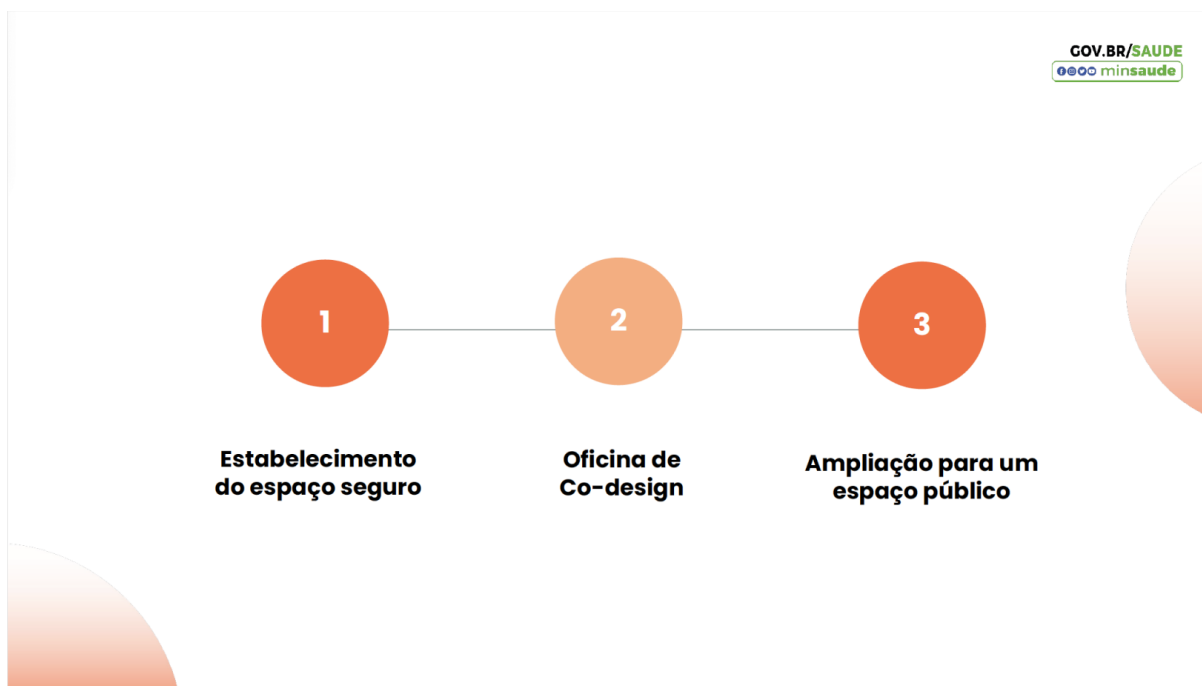 GOV.BR/SAUDE
minsaude
1
2
3
Estabelecimento
do espaço seguro
Oficina de
Co-design
Ampliação para um
espaço público